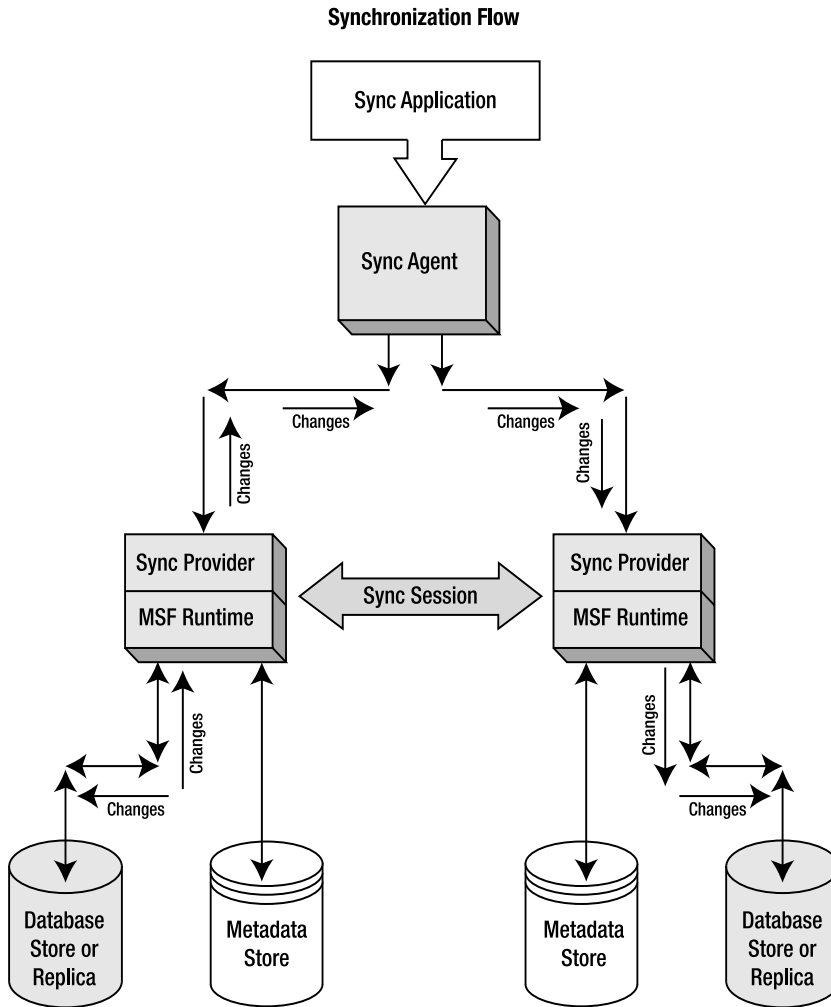 Synchronization Flow
Sync Application
Sync Agent
Changes
Changes
Changes
Changes
Sync Provider
MSF Runtime
Sync Session
Sync Provider
MSF Runtime
Changes
Changes
Changes
Changes
Database
Store or
Replica
Metadata
Store
Metadata
Store
Database
Store or
Replica